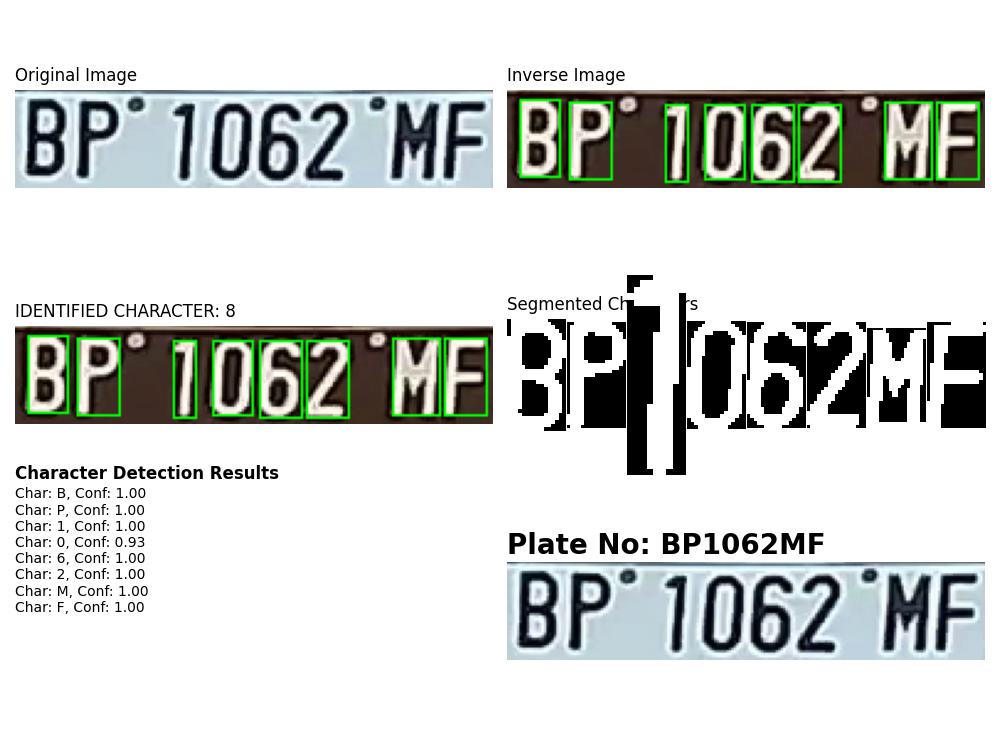 Original Image
BP 1062 MF
Inverse Image
BP 1062 MF
IDENTIFIED CHARACTER: 8
BP 1062 MF
Segmented Ch rs
BP1062MF
Character Detection Results
Char: B, Conf: 1.00
Char: P, Conf: 1.00
Char: 1, Conf: 1.00
Char: 0, Conf: 0.93
Char: 6, Conf: 1.00
Char: 2, Conf: 1.00
Char: M, Conf: 1.00
Char: F, Conf: 1.00
Plate No: BP1062MF
BP 1062 MF